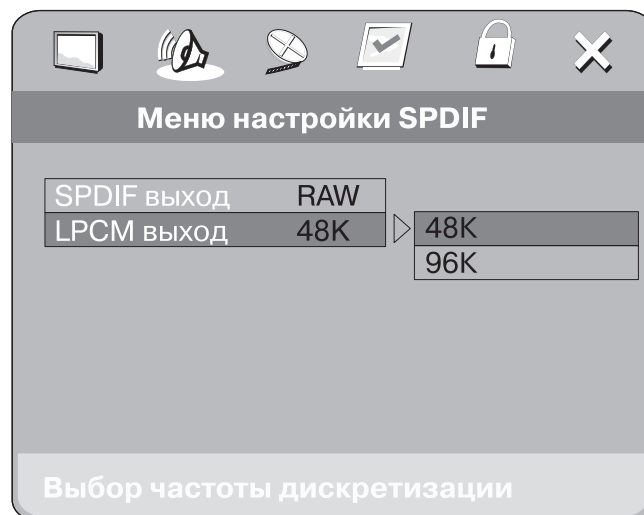 Меню настройки SPDIF
SPDIF выход RAW
LPCM выход 48K 48K
96K
Выбор частоты дискретизации